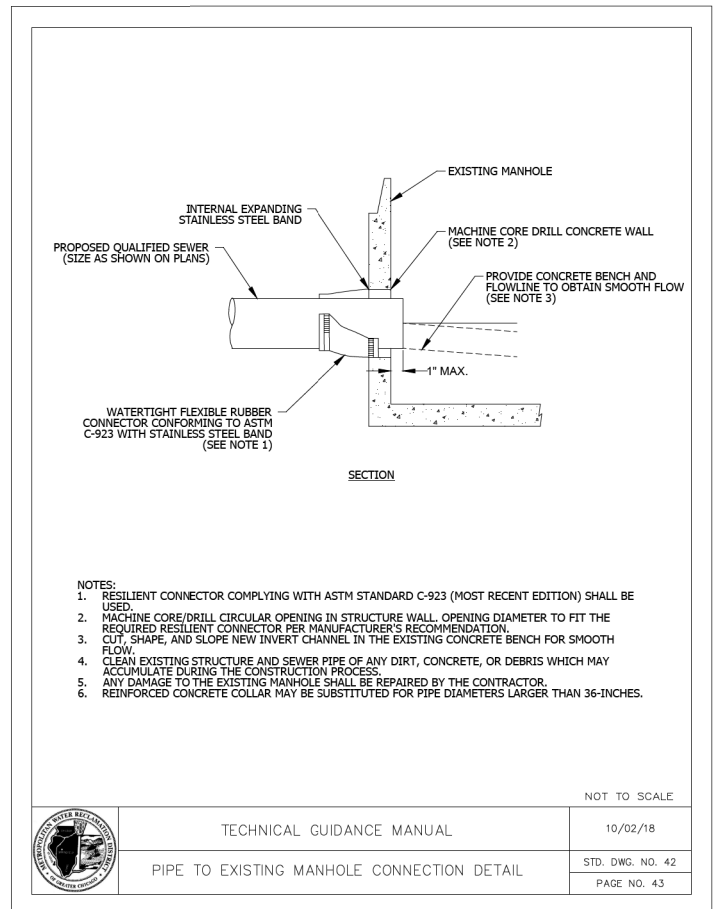 EXISTING MANHOLE
INTERNAL EXPANDING
STAINLESS STEEL BAND
MACHINE CORE DRILL CONCRETE WALL
(SEE NOTE 2)
PROPOSED QUALIFIED SEWER
(SIZE AS SHOWN ON PLANS)
PROVIDE CONCRETE BENCH AND
FLOWLINE TO OBTAIN SMOOTH FLOW
(SEE NOTE 3)
1" MAX.
WATERTIGHT FLEXIBLE RUBBER
CONNECTOR CONFORMING TO ASTM
C-923 WITH STAINLESS STEEL BAND
(SEE NOTE 1)
SECTION
NOTES:
1. RESILIENT CONNECTOR COMPLYING WITH ASTM STANDARD C-923 (MOST RECENT EDITION) SHALL BE
USED.
2. MACHINE CORE/DRILL CIRCULAR OPENING IN STRUCTURE WALL. OPENING DIAMETER TO FIT THE
REQUIRED RESILIENT CONNECTOR PER MANUFACTURER'S RECOMMENDATION.
3. CUT, SHAPE, AND SLOPE NEW INVERT CHANNEL IN THE EXISTING CONCRETE BENCH FOR SMOOTH
FLOW.
4. CLEAN EXISTING STRUCTURE AND SEWER PIPE OF ANY DIRT, CONCRETE, OR DEBRIS WHICH MAY
ACCUMULATE DURING THE CONSTRUCTION PROCESS.
5. ANY DAMAGE TO THE EXISTING MANHOLE SHALL BE REPAIRED BY THE CONTRACTOR.
6. REINFORCED CONCRETE COLLAR MAY BE SUBSTITUTED FOR PIPE DIAMETERS LARGER THAN 36-INCHES.
NOT TO SCALE
METROPOLITAN WATER RECLAMATION DISTRICT
OF GREATER CHICAGO
TECHNICAL GUIDANCE MANUAL
10/02/18
PIPE TO EXISTING MANHOLE CONNECTION DETAIL
STD. DWG. NO. 42
PAGE NO. 43